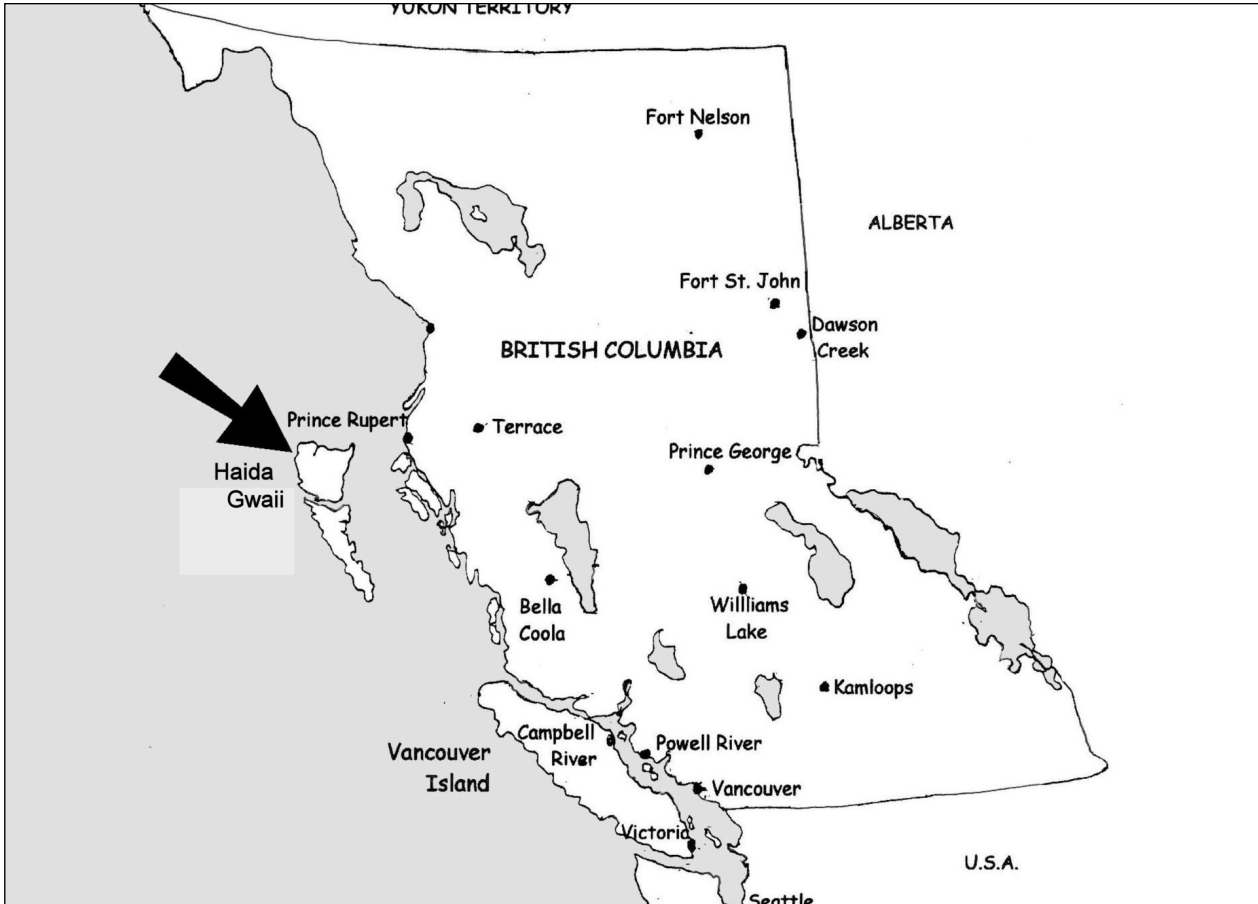 YUKON TERRITORY
Fort Nelson
ALBERTA
Fort St. John
Dawson
Creek
BRITISH COLUMBIA
Prince Rupert
Terrace
Prince George
Haida
Gwaii
Bella
Coola
Willliams
Lake
Kamloops
Campbell
River
Powell River
Vancouver
Island
Vancouver
Victoria
U.S.A.
Seattle